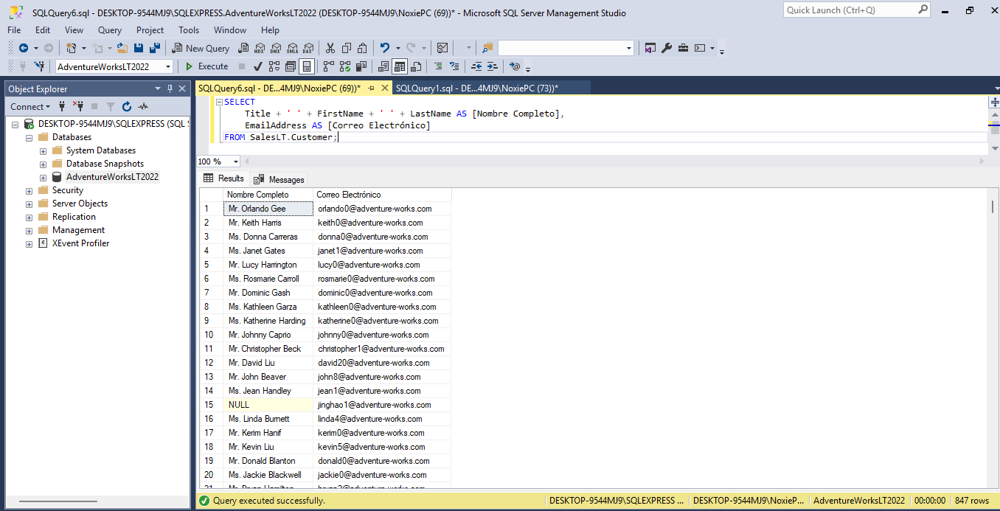 SQLQuery6.sql - DESKTOP-9544MJ9\SQLEXPRESS.AdventureWorksLT2022 (DESKTOP-9544MJ9\NoxiePC (69))* - Microsoft SQL Server Management Studio
Quick Launch (Ctrl+Q)
File Edit View Query Project Tools Window Help
New Query MDX DMX XMLA DAX
AdventureWorksLT2022 Execute
Object Explorer
Connect
DESKTOP-9544MJ9\SQLEXPRESS (SQL S
Databases
System Databases
Database Snapshots
AdventureWorksLT2022
Security
Server Objects
Replication
Management
XEvent Profiler
SQLQuery6.sql - DE...4MJ9\NoxiePC (69))* SQLQuery1.sql - DE...4MJ9\NoxiePC (73))*
SELECT
Title + ' ' + FirstName + ' ' + LastName AS [Nombre Completo],
EmailAddress AS [Correo Electrónico]
FROM SalesLT.Customer;
100 %
Results Messages
Nombre Completo Correo Electrónico
1 Mr. Orlando Gee orlando0@adventure-works.com
2 Mr. Keith Harris keith0@adventure-works.com
3 Ms. Donna Carreras donna0@adventure-works.com
4 Ms. Janet Gates janet1@adventure-works.com
5 Mr. Lucy Harrington lucy0@adventure-works.com
6 Ms. Rosmarie Carroll rosmarie0@adventure-works.com
7 Mr. Dominic Gash dominic0@adventure-works.com
8 Ms. Kathleen Garza kathleen0@adventure-works.com
9 Ms. Katherine Harding katherine0@adventure-works.com
10 Mr. Johnny Caprio johnny0@adventure-works.com
11 Mr. Christopher Beck christopher1@adventure-works.com
12 Mr. David Liu david20@adventure-works.com
13 Mr. John Beaver john8@adventure-works.com
14 Ms. Jean Handley jean1@adventure-works.com
15 NULL jinghao1@adventure-works.com
16 Ms. Linda Burnett linda4@adventure-works.com
17 Mr. Kerim Hanif kerim0@adventure-works.com
18 Mr. Kevin Liu kevin5@adventure-works.com
19 Mr. Donald Blanton donald0@adventure-works.com
20 Ms. Jackie Blackwell jackie0@adventure-works.com
Query executed successfully. DESKTOP-9544MJ9\SQLEXPRESS ... DESKTOP-9544MJ9\NoxieP... AdventureWorksLT2022 00:00:00 847 rows